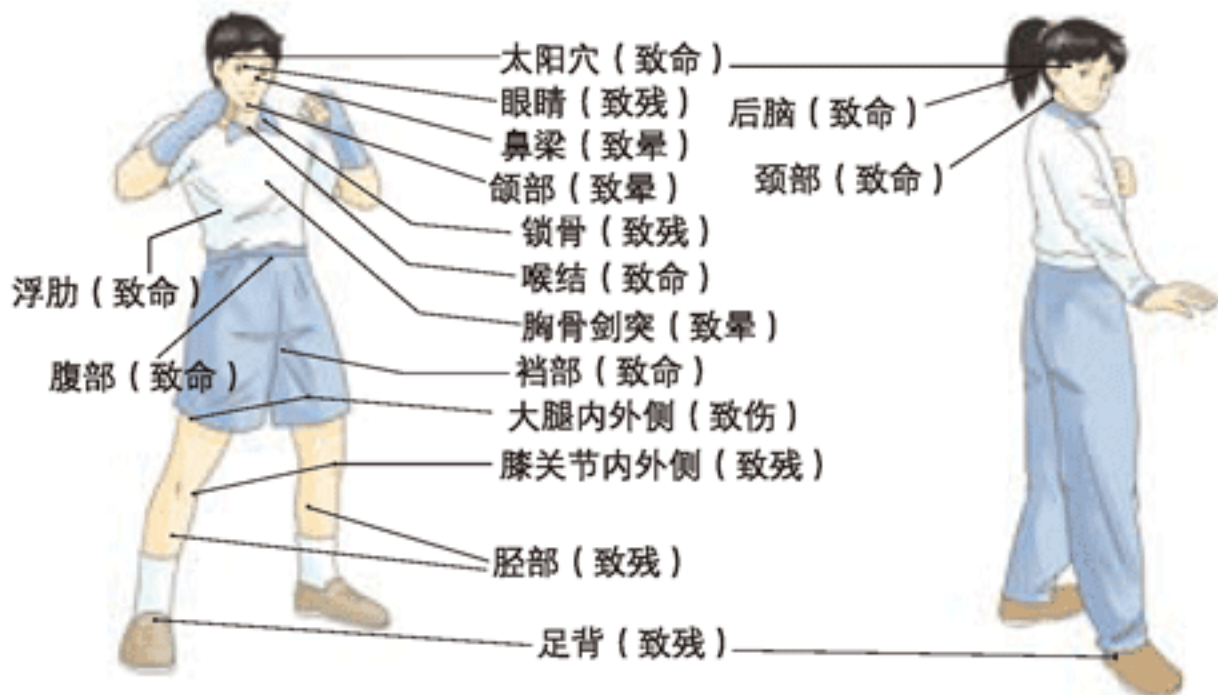 太阳穴（致命）
眼睛（致残）
后脑（致命）
鼻梁（致晕）
颈部（致命）
颌部（致晕）
锁骨（致残）
喉结（致命）
浮肋（致命）
胸骨剑突（致晕）
腹部（致命）
裆部（致命）
大腿内外侧（致伤）
膝关节内外侧（致残）
胫部（致残）
足背（致残）